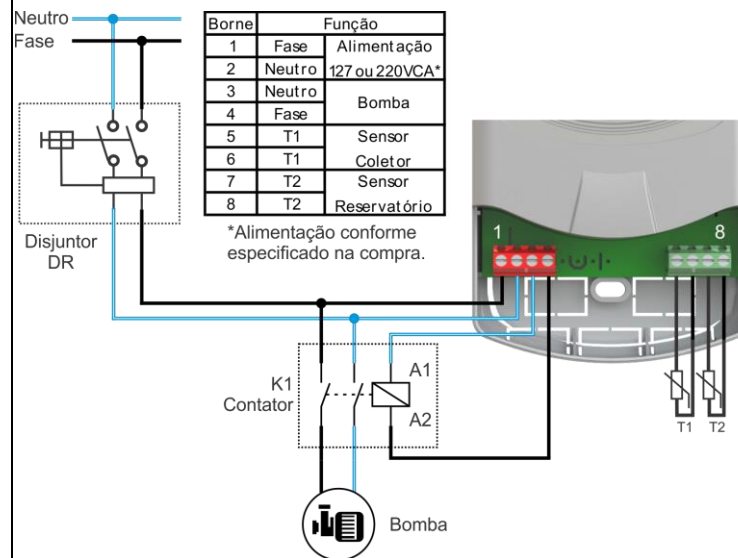 Neutro
Fase
Borne Função
1 Fase Alimentação
2 Neutro 127 ou 220VCA*
3 Neutro Bomba
4 Fase
5 T1 Sensor
6 T1 Coletor
7 T2 Sensor
8 T2 Reservatório
*Alimentação conforme
especificado na compra.
Disjuntor
DR
1 8
K1
Contator
A1
A2
T1 T2
Bomba